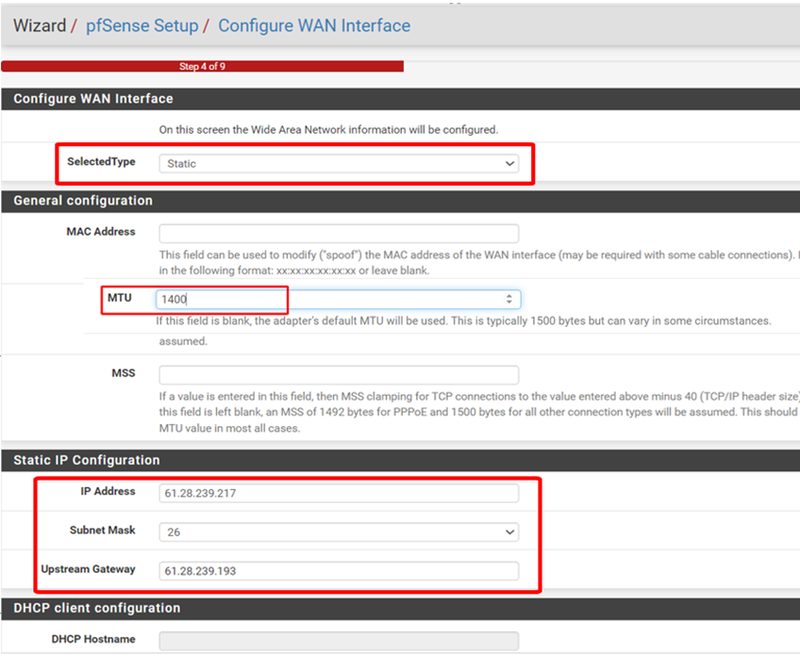 Wizard / pfSense Setup / Configure WAN Interface
Step 4 of 9
Configure WAN Interface
On this screen the Wide Area Network information will be configured.
SelectedType Static
General configuration
MAC Address
This field can be used to modify ("spoof") the MAC address of the WAN interface (may be required with some cable connections).
in the following format: xx:xx:xx:xx:xx:xx or leave blank.
MTU 1400
If this field is blank, the adapter's default MTU will be used. This is typically 1500 bytes but can vary in some circumstances.
assumed.
MSS
If a value is entered in this field, then MSS clamping for TCP connections to the value entered above minus 40 (TCP/IP header size)
this field is left blank, an MSS of 1492 bytes for PPPoE and 1500 bytes for all other connection types will be assumed. This should
MTU value in most all cases.
Static IP Configuration
IP Address 61.28.239.217
Subnet Mask 26
Upstream Gateway 61.28.239.193
DHCP client configuration
DHCP Hostname